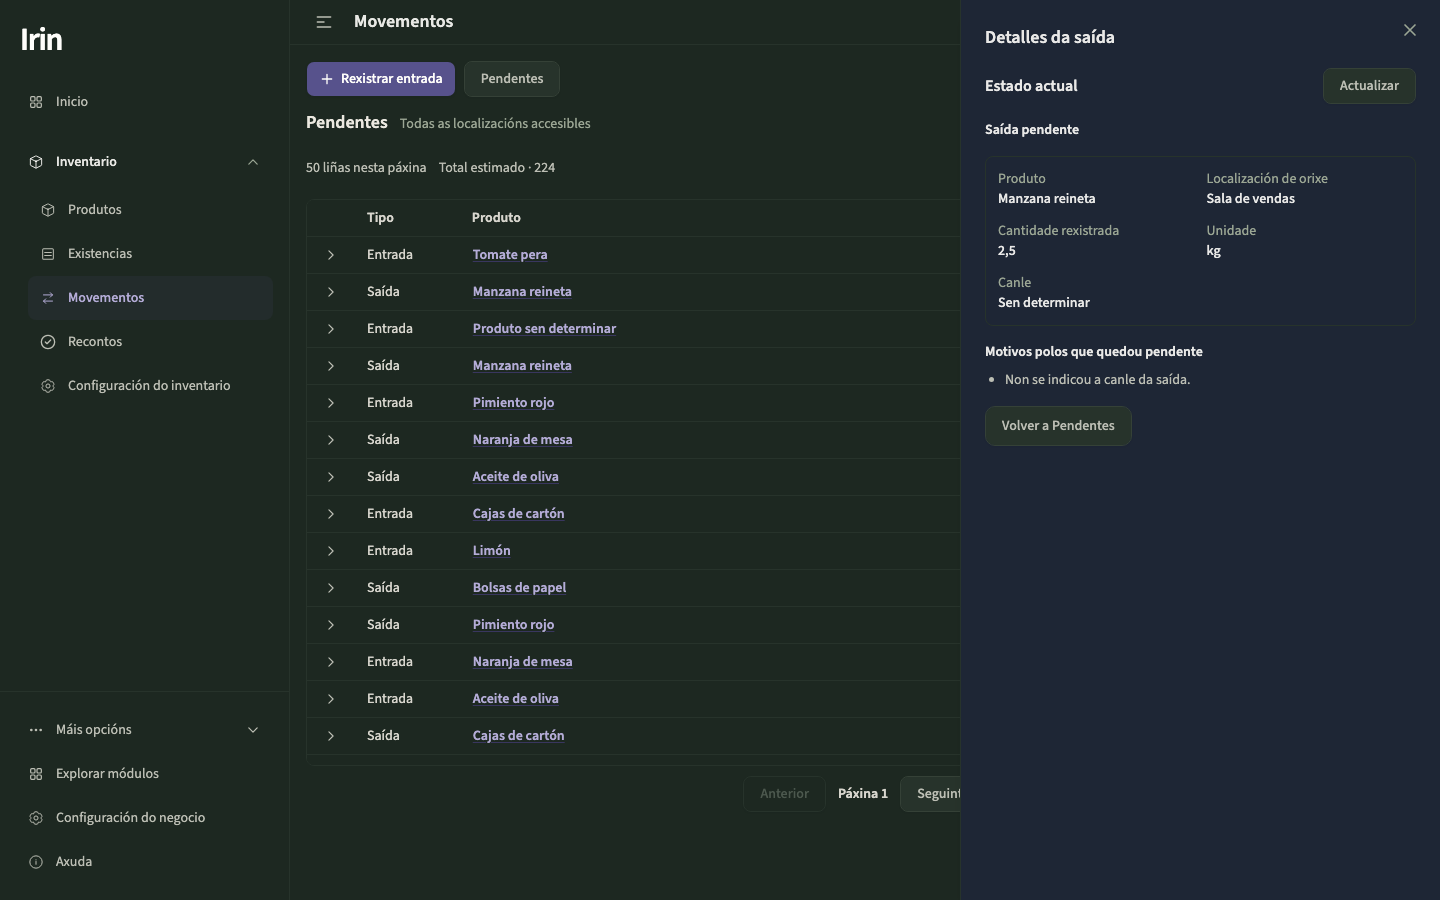 Irin
Inicio
Inventario
Produtos
Existencias
Movementos
Recontos
Configuración do inventario
Máis opcións
Explorar módulos
Configuración do negocio
Axuda
Movementos
Rexistrar entrada
Pendentes
Pendentes Todas as localizacións accesibles
50 liñas nesta páxina Total estimado · 224
Tipo Produto
Entrada Tomate pera
Saída Manzana reineta
Entrada Produto sen determinar
Saída Manzana reineta
Entrada Pimiento rojo
Saída Naranja de mesa
Saída Aceite de oliva
Entrada Cajas de cartón
Entrada Limón
Saída Bolsas de papel
Saída Pimiento rojo
Entrada Naranja de mesa
Entrada Aceite de oliva
Saída Cajas de cartón
Anterior Páxina 1 Seguint
Detalles da saída
Estado actual Actualizar
Saída pendente
Produto Localización de orixe
Manzana reineta Sala de vendas
Cantidade rexistrada Unidade
2,5 kg
Canle
Sen determinar
Motivos polos que quedou pendente
• Non se indicou a canle da saída.
Volver a Pendentes